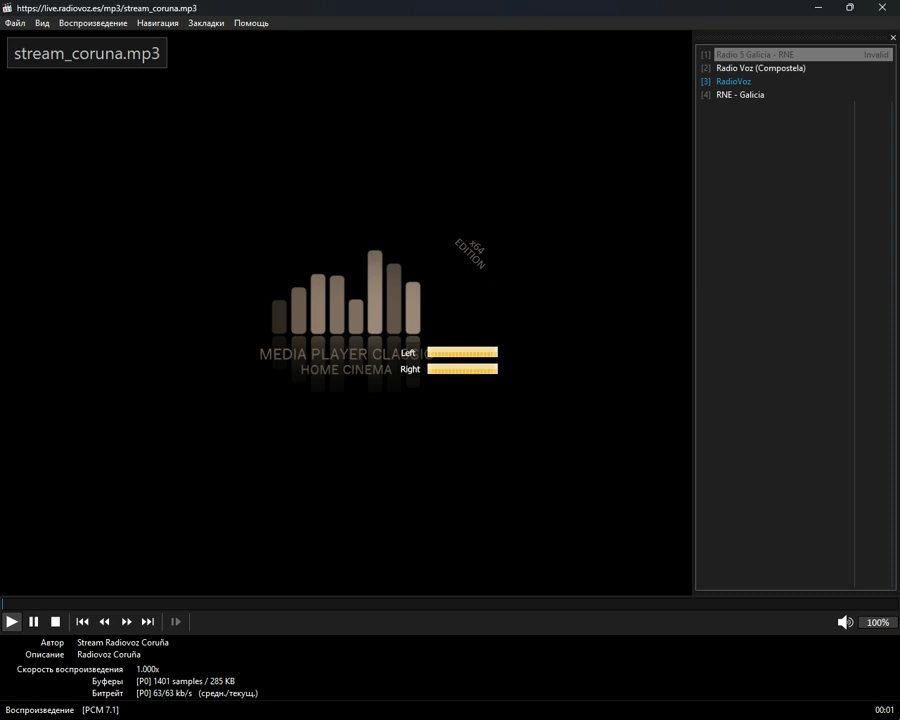 https://live.radiovoz.es/mp3/stream_coruna.mp3
Файл Вид Воспроизведение Навигация Закладки Помощь
stream_coruna.mp3
[1] Radio 5 Galicia - RNE Invalid
[2] Radio Voz (Compostela)
[3] RadioVoz
[4] RNE - Galicia
x64
EDITION
MEDIA PLAYER CLASSIC
HOME CINEMA
Left
Right
100%
Автор Stream Radiovoz Coruña
Описание Radiovoz Coruña
Скорость воспроизведения 1.000x
Буферы [P0] 1401 samples / 285 KB
Битрейт [P0] 63/63 kb/s (средн./текущ.)
Воспроизведение [PCM 7.1] 00:01